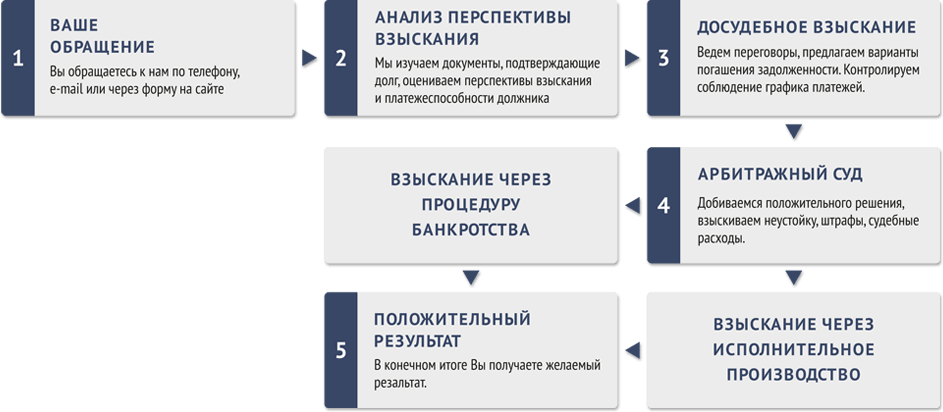 1
ВАШЕ
ОБРАЩЕНИЕ
Вы обращаетесь к нам по телефону,
e-mail или через форму на сайте
2
АНАЛИЗ ПЕРСПЕКТИВЫ
ВЗЫСКАНИЯ
Мы изучаем документы, подтверждающие
долг, оцениваем перспективы взыскания
и платежеспособности должника
3
ДОСУДЕБНОЕ ВЗЫСКАНИЕ
Ведем переговоры, предлагаем варианты
погашения задолженности. Контролируем
соблюдение графика платежей.
4
АРБИТРАЖНЫЙ СУД
Добиваемся положительного решения,
взыскиваем неустойку, штрафы, судебные
расходы.
ВЗЫСКАНИЕ ЧЕРЕЗ
ПРОЦЕДУРУ
БАНКРОТСТВА
ВЗЫСКАНИЕ ЧЕРЕЗ
ИСПОЛНИТЕЛЬНОЕ
ПРОИЗВОДСТВО
5
ПОЛОЖИТЕЛЬНЫЙ
РЕЗУЛЬТАТ
В конечном итоге Вы получаете желаемый
резальтат.